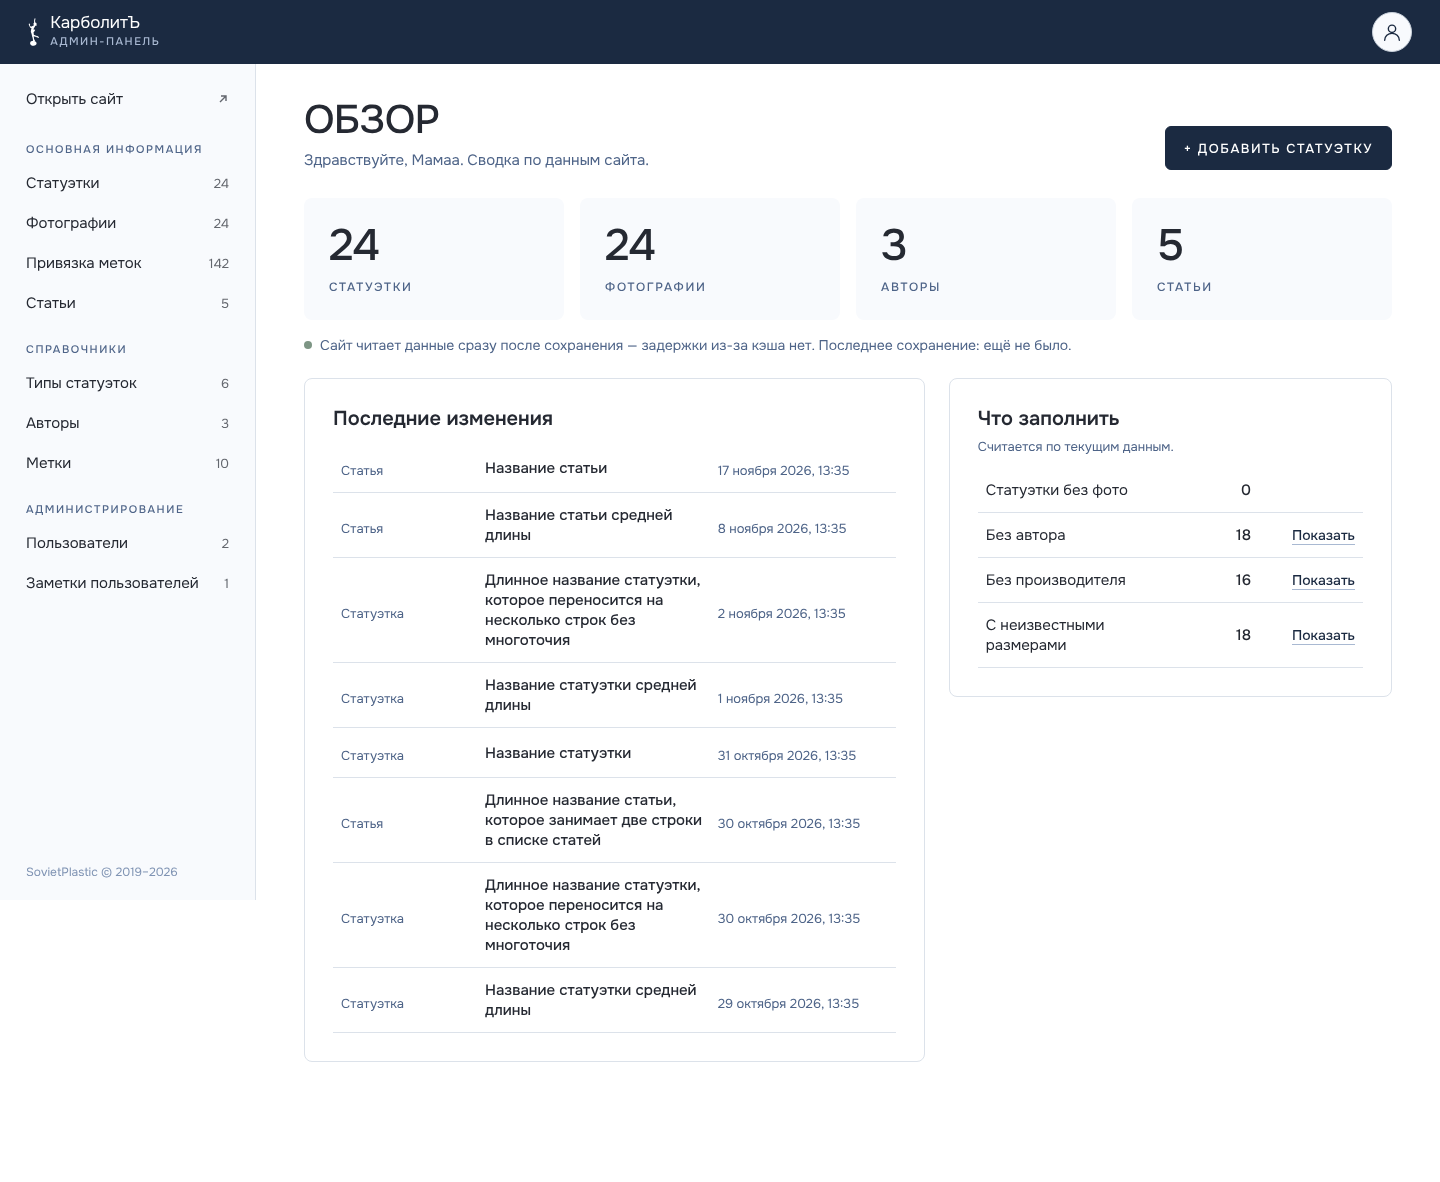 КарболитЪ
АДМИН-ПАНЕЛЬ
Открыть сайт
ОСНОВНАЯ ИНФОРМАЦИЯ
Статуэтки 24
Фотографии 24
Привязка меток 142
Статьи 5
СПРАВОЧНИКИ
Типы статуэток 6
Авторы 3
Метки 10
АДМИНИСТРИРОВАНИЕ
Пользователи 2
Заметки пользователей 1
SovietPlastic © 2019–2026
ОБЗОР
Здравствуйте, Мамаа. Сводка по данным сайта.
+ ДОБАВИТЬ СТАТУЭТКУ
24
СТАТУЭТКИ
24
ФОТОГРАФИИ
3
АВТОРЫ
5
СТАТЬИ
Сайт читает данные сразу после сохранения — задержки из-за кэша нет. Последнее сохранение: ещё не было.
Последние изменения
Статья Название статьи 17 ноября 2026, 13:35
Статья Название статьи средней 8 ноября 2026, 13:35
длины
Длинное название статуэтки,
которое переносится на
Статуэтка несколько строк без 2 ноября 2026, 13:35
многоточия
Статуэтка Название статуэтки средней 1 ноября 2026, 13:35
длины
Статуэтка Название статуэтки 31 октября 2026, 13:35
Длинное название статьи,
Статья которое занимает две строки 30 октября 2026, 13:35
в списке статей
Длинное название статуэтки,
которое переносится на
Статуэтка несколько строк без 30 октября 2026, 13:35
многоточия
Статуэтка Название статуэтки средней 29 октября 2026, 13:35
длины
Что заполнить
Считается по текущим данным.
Статуэтки без фото 0
Без автора 18 Показать
Без производителя 16 Показать
С неизвестными
размерами 18 Показать